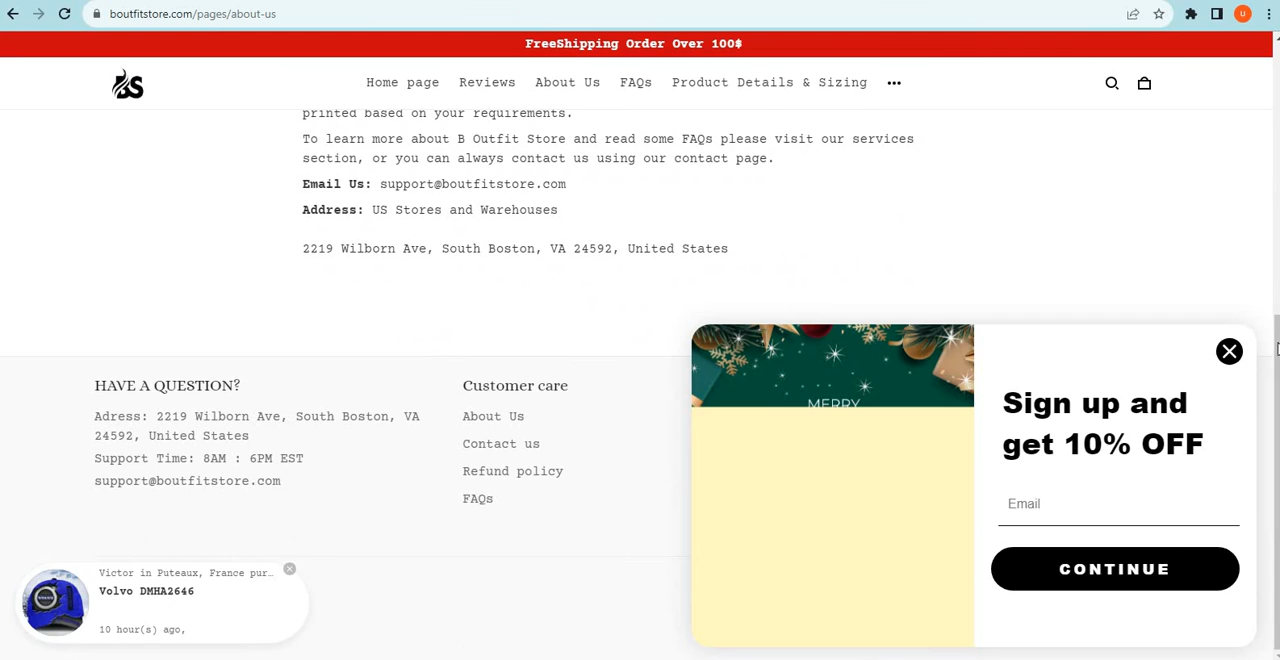 boutfitstore.com/pages/about-us
U
FreeShipping Order Over 100$
BS
Home page
Reviews
About Us
FAQs
Product Details & Sizing
printed based on your requirements.
To learn more about B Outfit Store and read some FAQs please visit our services
section, or you can always contact us using our contact page.
Email Us: support@boutfitstore.com
Address: US Stores and Warehouses
2219 Wilborn Ave, South Boston, VA 24592, United States
HAVE A QUESTION?
Adress: 2219 Wilborn Ave, South Boston, VA
24592, United States
Support Time: 8AM : 6PM EST
support@boutfitstore.com
Customer care
About Us
Contact us
Refund policy
FAQs
MERRY
Sign up and
get 10% OFF
Email
CONTINUE
Victor in Puteaux, France pur…
Volvo DMHA2646
10 hour(s) ago,